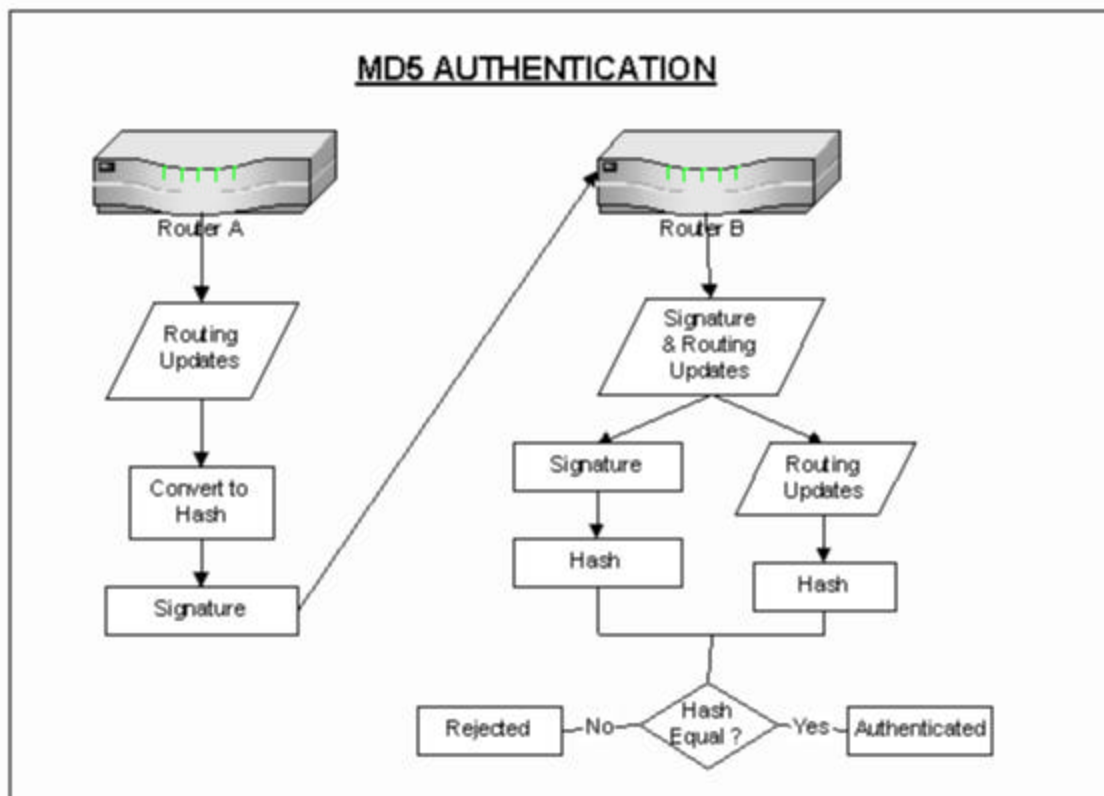 MD5 AUTHENTICATION
Router A
Router B
Routing
Updates
Convert to
Hash
Signature
Signature
& Routing
Updates
Signature
Hash
Routing
Updates
Hash
Hash
Equal ?
No
Rejected
Yes
Authenticated